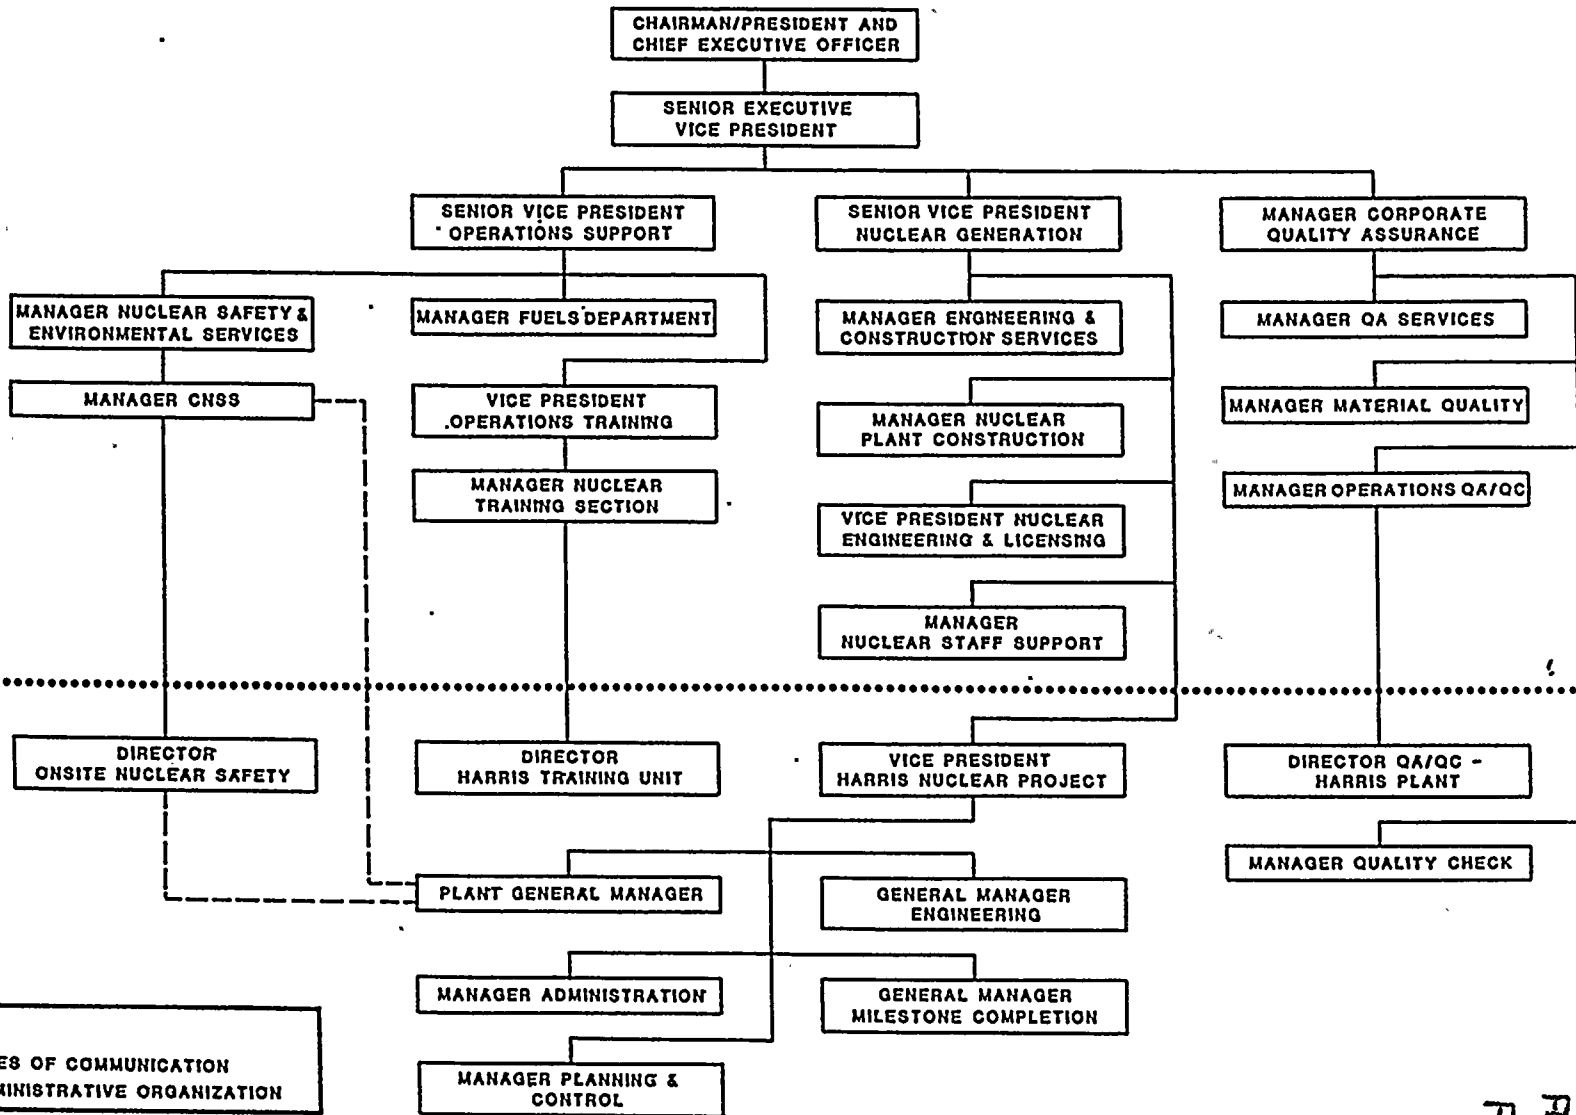 CHAIRMAN/PRESIDENT AND
CHIEF EXECUTIVE OFFICER
SENIOR EXECUTIVE
VICE PRESIDENT
SENIOR VICE PRESIDENT
OPERATIONS SUPPORT
SENIOR VICE PRESIDENT
NUCLEAR GENERATION
MANAGER CORPORATE
QUALITY ASSURANCE
MANAGER NUCLEAR SAFETY &
ENVIRONMENTAL SERVICES
MANAGER FUELS DEPARTMENT
MANAGER ENGINEERING &
CONSTRUCTION SERVICES
MANAGER QA SERVICES
MANAGER CNSS
VICE PRESIDENT
OPERATIONS TRAINING
MANAGER NUCLEAR
PLANT CONSTRUCTION
MANAGER MATERIAL QUALITY
MANAGER NUCLEAR
TRAINING SECTION
VICE PRESIDENT NUCLEAR
ENGINEERING & LICENSING
MANAGER OPERATIONS QA/QC
MANAGER
NUCLEAR STAFF SUPPORT
DIRECTOR
ONSITE NUCLEAR SAFETY
DIRECTOR
HARRIS TRAINING UNIT
VICE PRESIDENT
HARRIS NUCLEAR PROJECT
DIRECTOR QA/QC -
HARRIS PLANT
PLANT GENERAL MANAGER
GENERAL MANAGER
ENGINEERING
MANAGER QUALITY CHECK
MANAGER ADMINISTRATION
GENERAL MANAGER
MILESTONE COMPLETION
MANAGER PLANNING &
CONTROL
ES OF COMMUNICATION
MINISTRATIVE ORGANIZATION